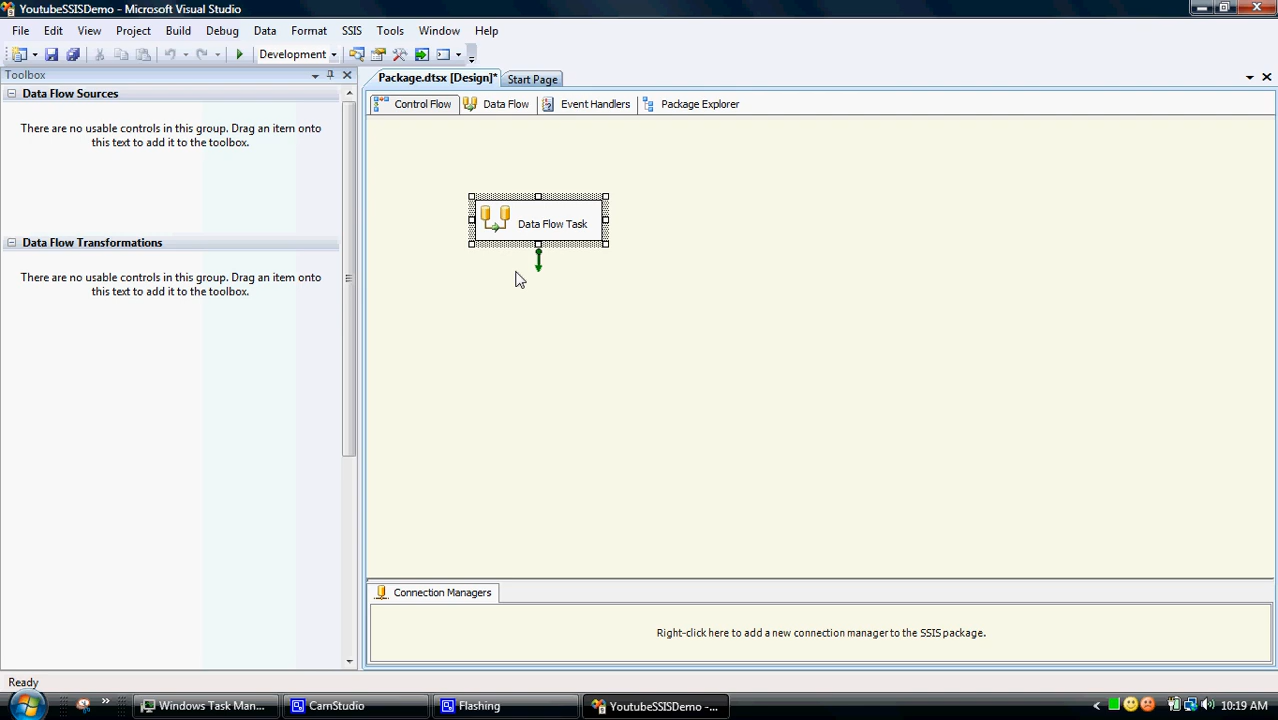 YoutubeSSISDemo - Microsoft Visual Studio
File Edit View Project Build Debug Data Format SSIS Tools Window Help
Development
Toolbox
Package.dtsx [Design]* Start Page
Data Flow Sources
Control Flow Data Flow Event Handlers Package Explorer
There are no usable controls in this group. Drag an item onto
this text to add it to the toolbox.
Data Flow Task
Data Flow Transformations
There are no usable controls in this group. Drag an item onto
this text to add it to the toolbox.
Connection Managers
Right-click here to add a new connection manager to the SSIS package.
Ready
Windows Task Man... CamStudio Flashing YoutubeSSISDemo -... 10:19 AM